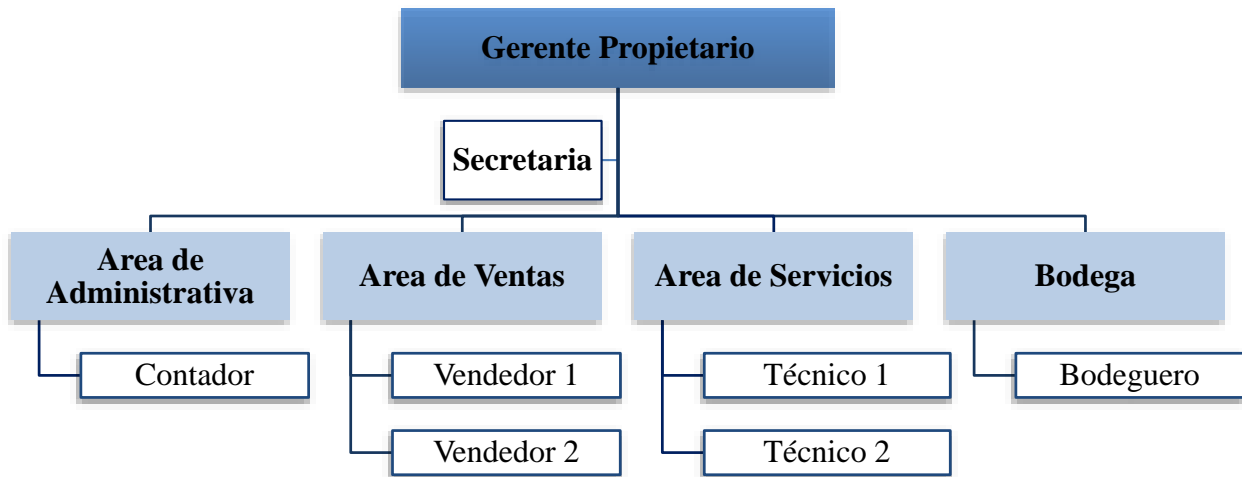 Gerente Propietario
Secretaria
Area de
Administrativa
Area de Ventas
Area de Servicios
Bodega
Contador
Vendedor 1
Técnico 1
Bodeguero
Vendedor 2
Técnico 2